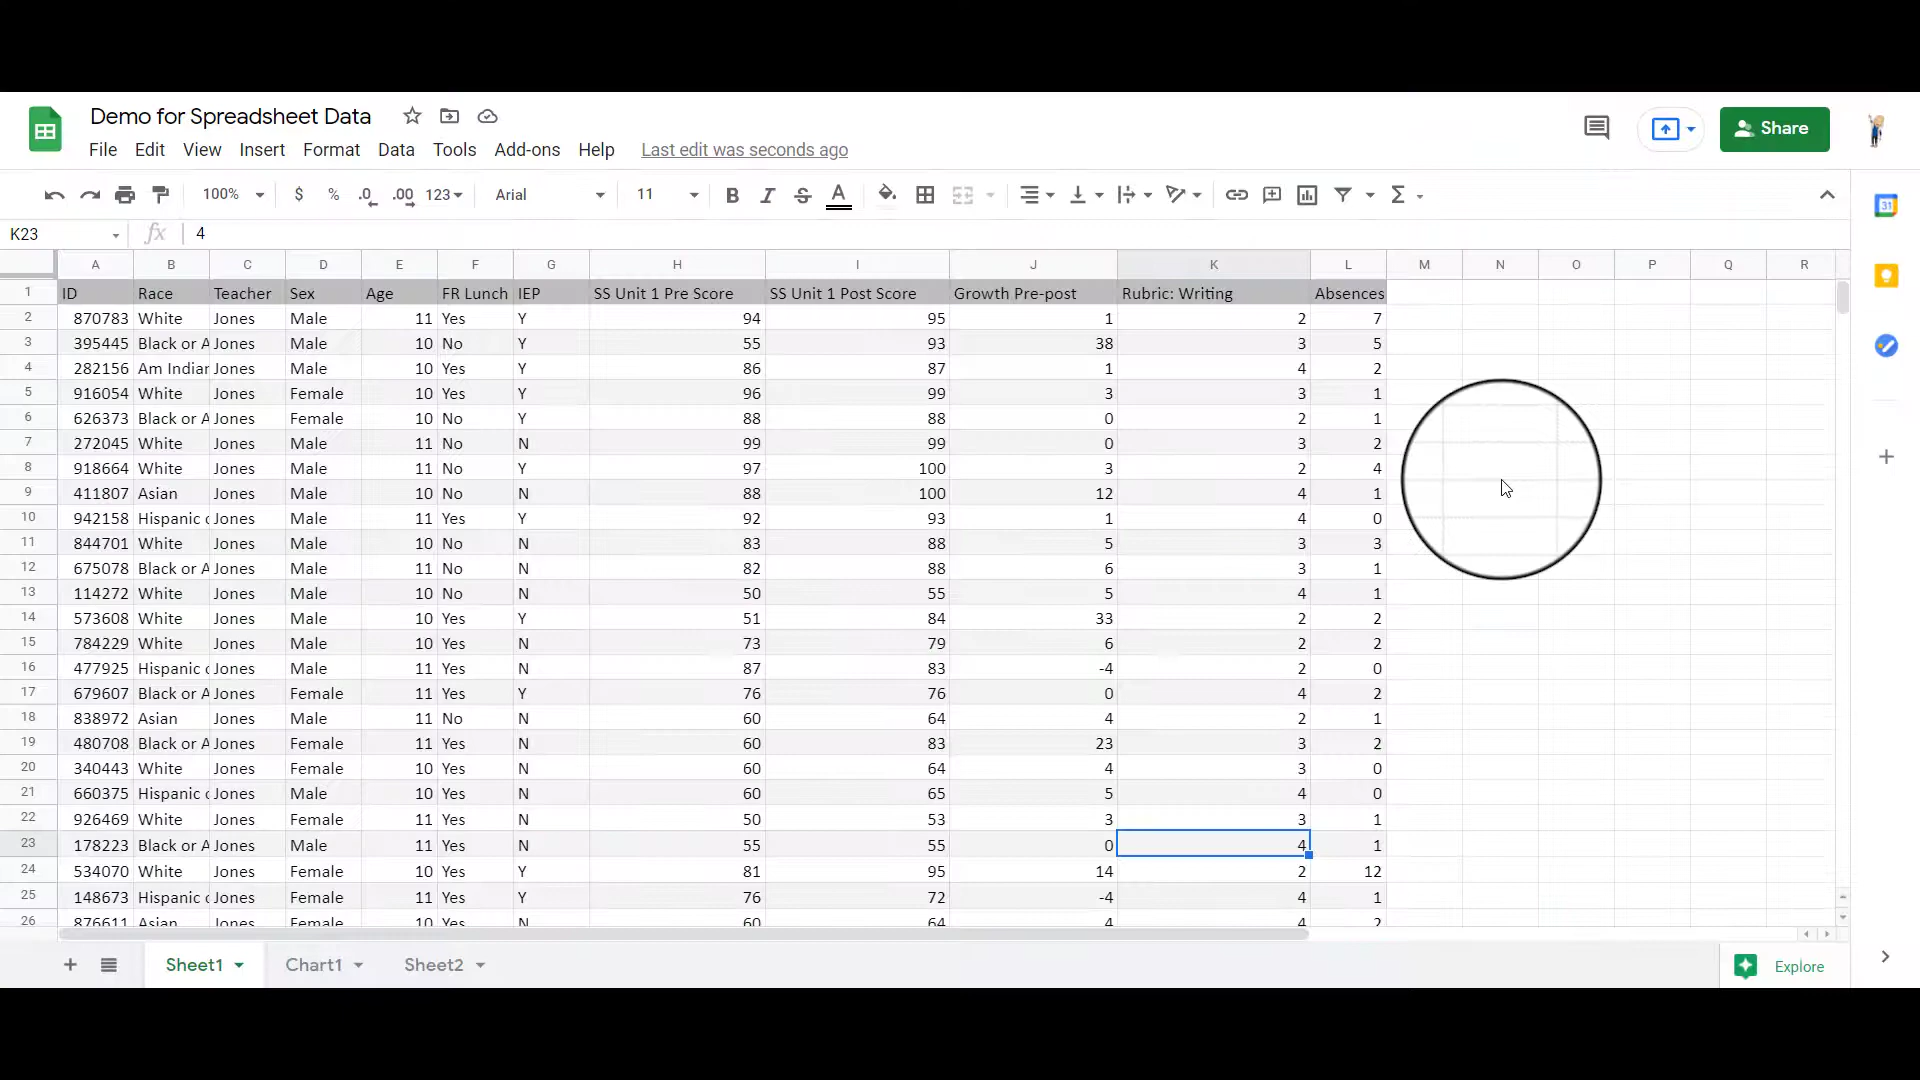 Demo for Spreadsheet Data
File Edit View Insert Format Data Tools Add-ons Help Last edit was seconds ago
Share
100% $ % .0 .00 123 Arial 11 B I S A Σ
31
K23 fx 4
A B C D E F G H I J K L M N O P Q R
1 ID Race Teacher Sex Age FR Lunch IEP SS Unit 1 Pre Score SS Unit 1 Post Score Growth Pre-post Rubric: Writing Absences
2 870783 White Jones Male 11 Yes Y 94 95 1 2 7
3 395445 Black or A Jones Male 10 No Y 55 93 38 3 5
4 282156 Am Indian Jones Male 10 Yes Y 86 87 1 4 2
5 916054 White Jones Female 10 Yes Y 96 99 3 3 1
6 626373 Black or A Jones Female 10 No Y 88 88 0 2 1
7 272045 White Jones Male 11 No N 99 99 0 3 2
8 918664 White Jones Male 11 No Y 97 100 3 2 4
9 411807 Asian Jones Male 10 No N 88 100 12 4 1
10 942158 Hispanic Jones Male 11 Yes Y 92 93 1 4 0
11 844701 White Jones Male 10 No N 83 88 5 3 3
12 675078 Black or A Jones Male 11 No N 82 88 6 3 1
13 114272 White Jones Male 10 No N 50 55 5 4 1
14 573608 White Jones Male 10 Yes Y 51 84 33 2 2
15 784229 White Jones Male 10 Yes N 73 79 6 2 2
16 477925 Hispanic Jones Male 11 Yes N 87 83 -4 2 0
17 679607 Black or A Jones Female 11 Yes Y 76 76 0 4 2
18 838972 Asian Jones Male 11 No N 60 64 4 2 1
19 480708 Black or A Jones Female 11 Yes N 60 83 23 3 2
20 340443 White Jones Female 10 Yes N 60 64 4 3 0
21 660375 Hispanic Jones Male 10 Yes N 60 65 5 4 0
22 926469 White Jones Female 11 Yes N 50 53 3 3 1
23 178223 Black or A Jones Male 11 Yes N 55 55 0 4 1
24 534070 White Jones Female 10 Yes Y 81 95 14 2 12
25 148673 Hispanic Jones Female 11 Yes Y 76 72 -4 4 1
26 876611 Asian Jones Female 10 Yes N 60 64 4 4 2
Sheet1 Chart1 Sheet2 Explore